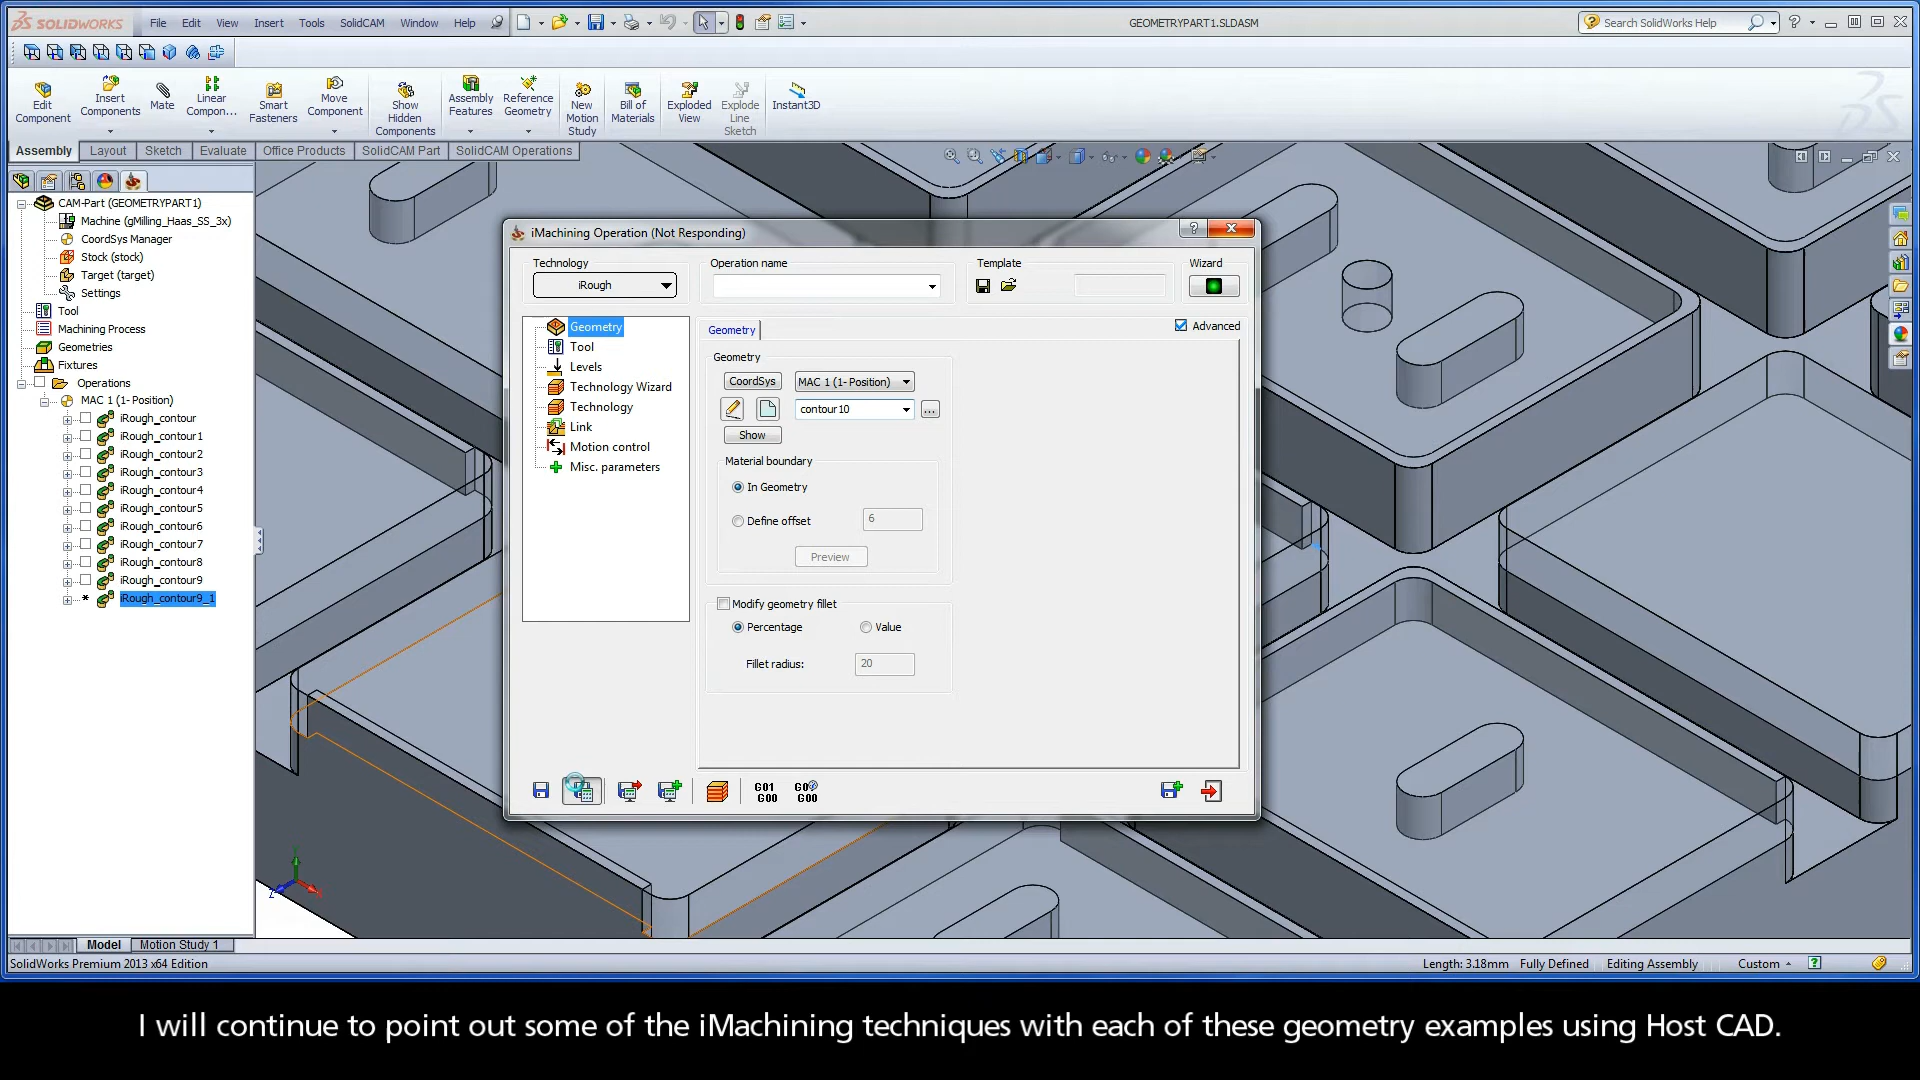 SOLIDWORKS File Edit View Insert Tools SolidCAM Window Help GEOMETRYPART1.SLDASM Search SolidWorks Help
Edit Component
Insert Components
Mate
Linear Compon...
Smart Fasteners
Move Component
Show Hidden Components
Assembly Features
Reference Geometry
New Motion Study
Bill of Materials
Exploded View
Explode Line Sketch
Instant3D
Assembly Layout Sketch Evaluate Office Products SolidCAM Part SolidCAM Operations
CAM-Part (GEOMETRYPART1)
Machine (gMilling_Haas_SS_3x)
CoordSys Manager
Stock (stock)
Target (target)
Settings
Tool
Machining Process
Geometries
Fixtures
Operations
MAC 1 (1- Position)
iRough_contour
iRough_contour1
iRough_contour2
iRough_contour3
iRough_contour4
iRough_contour5
iRough_contour6
iRough_contour7
iRough_contour8
iRough_contour9
* iRough_contour9_1
iMachining Operation (Not Responding)
Technology Operation name Template Wizard
iRough
Geometry
Tool
Levels
Technology Wizard
Technology
Link
Motion control
Misc. parameters
Geometry Advanced
Geometry
CoordSys MAC 1 (1- Position)
contour10 ...
Show
Material boundary
In Geometry
Define offset 6
Preview
Modify geometry fillet
Percentage Value
Fillet radius: 20
G01 G00
Model Motion Study 1
SolidWorks Premium 2013 x64 Edition Length: 3.18mm Fully Defined Editing Assembly Custom
I will continue to point out some of the iMachining techniques with each of these geometry examples using Host CAD.